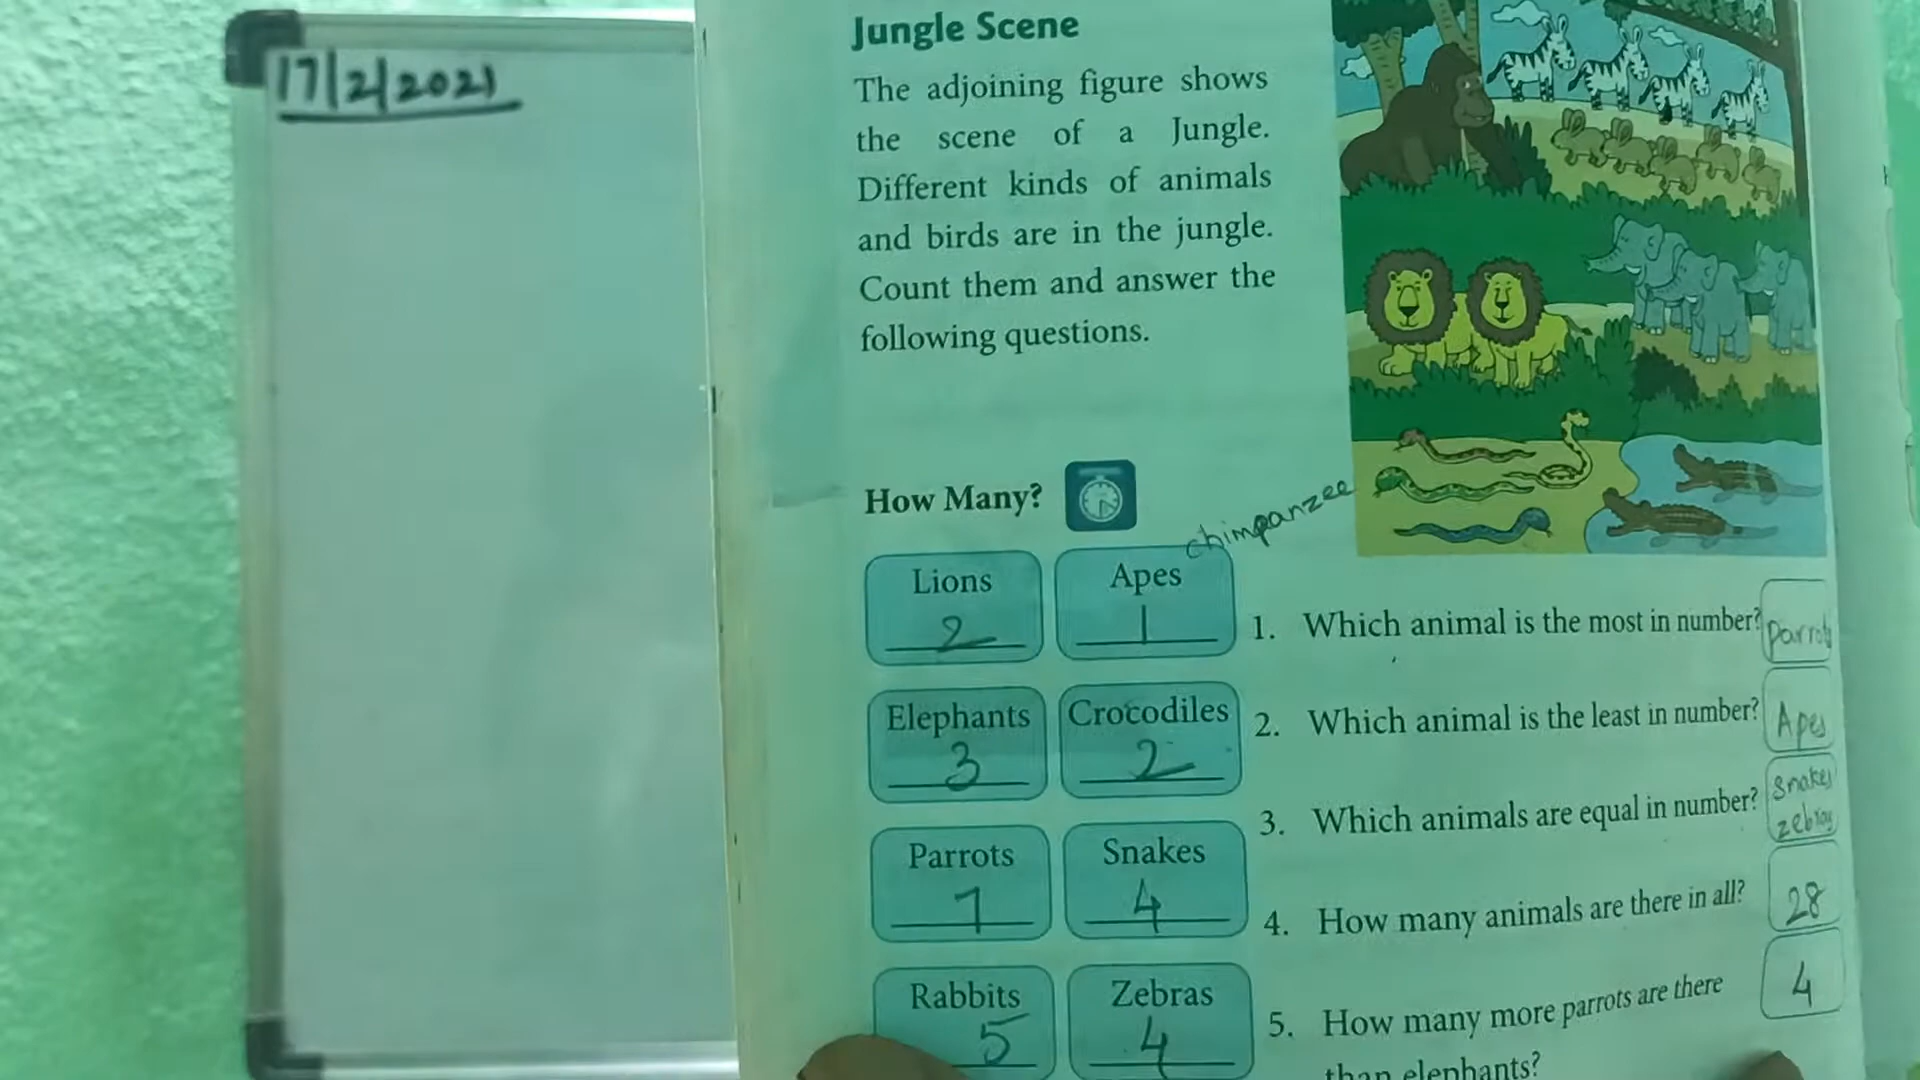 17/2/2021
Jungle Scene
The adjoining figure shows
the scene of a Jungle.
Different kinds of animals
and birds are in the jungle.
Count them and answer the
following questions.
How Many?
chimpanzee
Lions
2
Apes
1
Elephants
3
Crocodiles
2
Parrots
7
Snakes
4
Rabbits
5
Zebras
4
1. Which animal is the most in number?
Parrots
2. Which animal is the least in number?
Apes
3. Which animals are equal in number?
Snakes
zebras
4. How many animals are there in all?
28
5. How many more parrots are there
than elephants?
4